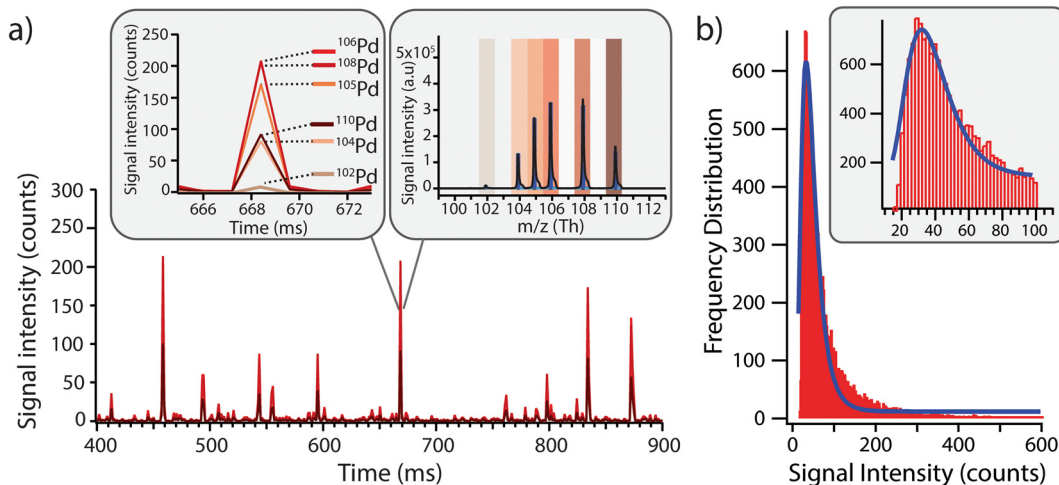 a)
Signal intensity (counts)
250
200
150
100
50
0
¹⁰⁶Pd
¹⁰⁸Pd
¹⁰⁵Pd
¹¹⁰Pd
¹⁰⁴Pd
¹⁰²Pd
666 668 670 672
Time (ms)
Signal intensity (a.u)
5x10⁵
4
3
2
1
0
100 102 104 106 108 110 112
m/z (Th)
Signal intensity (counts)
300
250
200
150
100
50
0
400 500 600 700 800 900
Time (ms)
b)
Frequency Distribution
600
500
400
300
200
100
0
0 200 400 600
Signal Intensity (counts)
600
400
200
20 40 60 80 100